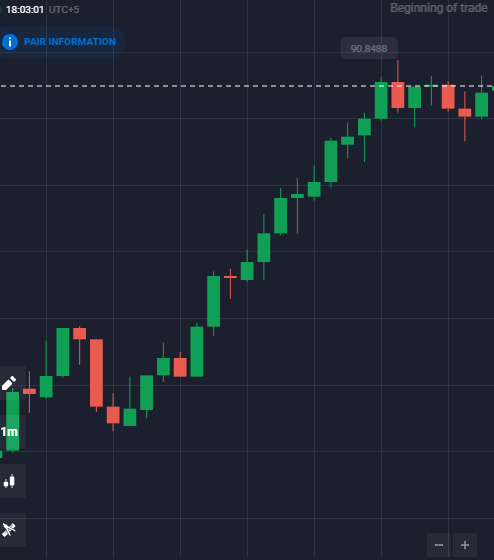 18:03:01 UTC+5
Beginning of trade
PAIR INFORMATION
90.8488
1m